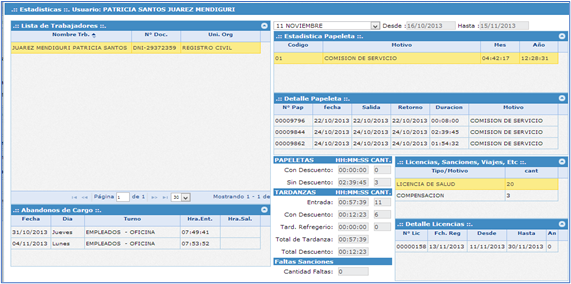 .:: Estadísticas ::. Usuario: PATRICIA SANTOS JUAREZ MENDIGURI
.:: Lista de Trabajadores ::.
Nombre Trb. N° Doc. Uni. Org
JUAREZ MENDIGURI PATRICIA SANTOS DNI-29372359 REGISTRO CIVIL
Página 1 de 1 30 Mostrando 1 - 1 de
.:: Abandonos de Cargo ::.
Fecha Dia Turno Hra.Ent. Hra.Sal.
31/10/2013 Jueves EMPLEADOS - OFICINA 07:49:41
04/11/2013 Lunes EMPLEADOS - OFICINA 07:53:52
11 NOVIEMBRE Desde : 16/10/2013 Hasta : 15/11/2013
.:: Estadistica Papeleta ::.
Codigo Motivo Mes Año
01 COMISION DE SERVICIO 04:42:17 12:28:31
.:: Detalle Papeleta ::.
N° Pap fecha Salida Retorno Duracion Motivo
00009796 22/10/2013 22/10/2013 22/10/2013 00:08:00 COMISION DE SERVICIO
00009844 24/10/2013 24/10/2013 24/10/2013 02:39:45 COMISION DE SERVICIO
00009862 24/10/2013 24/10/2013 24/10/2013 01:54:32 COMISION DE SERVICIO
PAPELETAS HH:MM:SS CANT.
Con Descuento: 00:00:00 0
Sin Descuento: 02:39:45 3
TARDANZAS HH:MM:SS CANT.
Entrada: 00:57:39 11
Con Descuento: 00:12:23 6
Tard. Refregerio: 00:00:00 0
Total de Tardanza: 00:57:39
Total Descuento: 00:12:23
Faltas Sanciones
Cantidad Faltas: 0
.:: Licencias, Sanciones, Viajes, Etc ::.
Tipo/Motivo cant
LICENCIA DE SALUD 20
COMPENSACION 3
.:: Detalle Licencias ::.
N° Lic Fch. Reg Desde Hasta An
00000158 13/11/2013 11/11/2013 30/11/2013 0